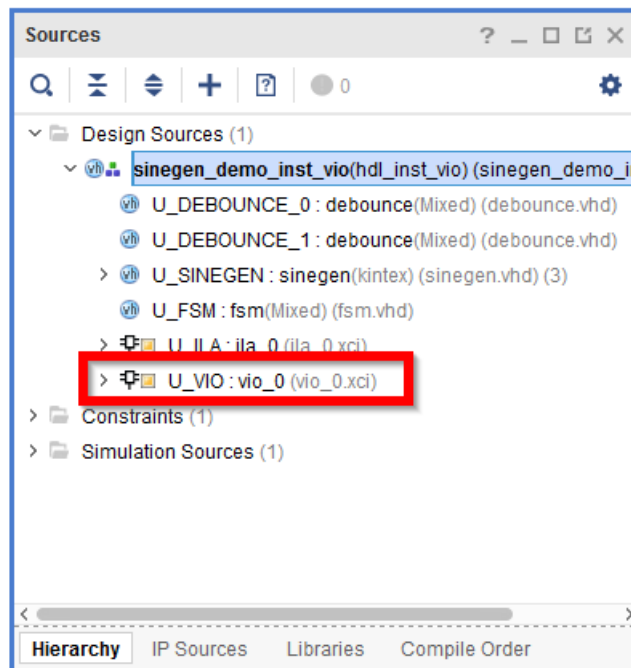 Sources
0
Design Sources (1)
sinegen_demo_inst_vio(hdl_inst_vio) (sinegen_demo_i
U_DEBOUNCE_0 : debounce(Mixed) (debounce.vhd)
U_DEBOUNCE_1 : debounce(Mixed) (debounce.vhd)
U_SINEGEN : sinegen(kintex) (sinegen.vhd) (3)
U_FSM : fsm(Mixed) (fsm.vhd)
U_ILA : ila_0 (ila_0.xci)
U_VIO : vio_0 (vio_0.xci)
Constraints (1)
Simulation Sources (1)
Hierarchy IP Sources Libraries Compile Order